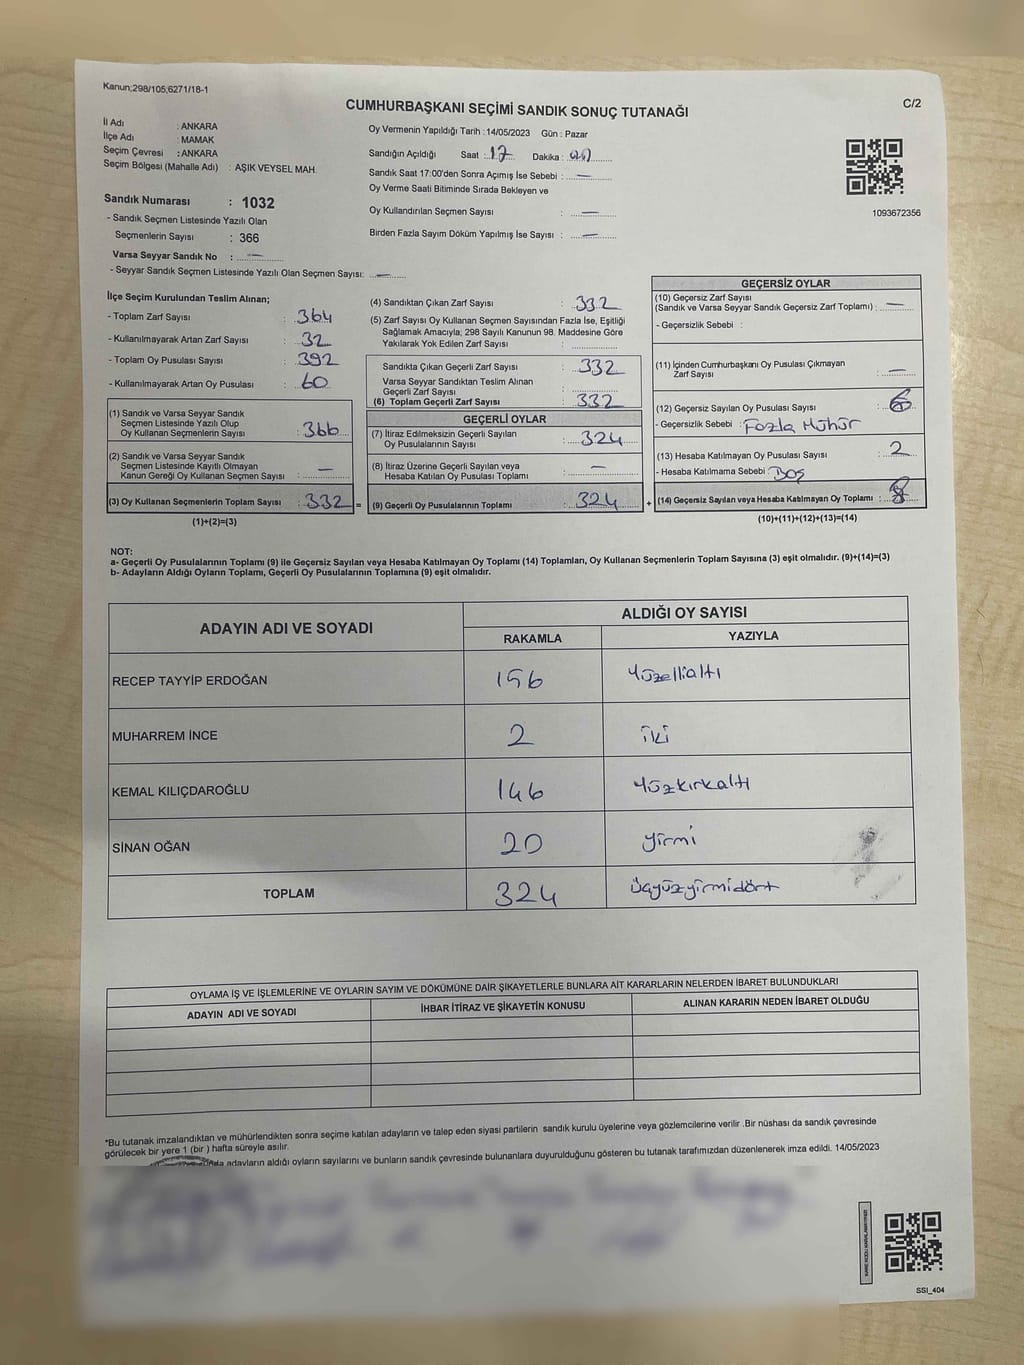 Kanun;298/105;6271/18-1
CUMHURBAŞKANI SEÇİMİ SANDIK SONUÇ TUTANAĞI
C/2
İl Adı : ANKARA
İlçe Adı : MAMAK
Seçim Çevresi : ANKARA
Seçim Bölgesi (Mahalle Adı) : AŞIK VEYSEL MAH.
Oy Vermenin Yapıldığı Tarih : 14/05/2023 Gün : Pazar
Sandığın Açıldığı Saat : 17 Dakika :
Sandık Saat 17:00'den Sonra Açımış İse Sebebi : —
Oy Verme Saati Bitiminde Sırada Bekleyen ve
Oy Kullandırılan Seçmen Sayısı : —
Birden Fazla Sayım Döküm Yapılmış İse Sayısı : —
1093672356
Sandık Numarası : 1032
- Sandık Seçmen Listesinde Yazılı Olan
Seçmenlerin Sayısı : 366
Varsa Seyyar Sandık No : —
- Seyyar Sandık Seçmen Listesinde Yazılı Olan Seçmen Sayısı: —
İlçe Seçim Kurulundan Teslim Alınan;
- Toplam Zarf Sayısı : 364
- Kullanılmayarak Artan Zarf Sayısı : 32
- Toplam Oy Pusulası Sayısı : 392
- Kullanılmayarak Artan Oy Pusulası : 60
(1) Sandık ve Varsa Seyyar Sandık
Seçmen Listesinde Yazılı Olup
Oy Kullanan Seçmenlerin Sayısı : 366
(2) Sandık ve Varsa Seyyar Sandık
Seçmen Listesinde Kayıtlı Olmayan
Kanun Gereği Oy Kullanan Seçmen Sayısı : —
(3) Oy Kullanan Seçmenlerin Toplam Sayısı : 332 =
(1)+(2)=(3)
(4) Sandıktan Çıkan Zarf Sayısı : 332
(5) Zarf Sayısı Oy Kullanan Seçmen Sayısından Fazla İse, Eşitliği
Sağlamak Amacıyla; 298 Sayılı Kanunun 98. Maddesine Göre
Yakılarak Yok Edilen Zarf Sayısı :
Sandıkta Çıkan Geçerli Zarf Sayısı : 332
Varsa Seyyar Sandıktan Teslim Alınan
Geçerli Zarf Sayısı :
(6) Toplam Geçerli Zarf Sayısı : 332
GEÇERLİ OYLAR
(7) İtiraz Edilmeksizin Geçerli Sayılan
Oy Pusulalarının Sayısı : 324
(8) İtiraz Üzerine Geçerli Sayılan veya
Hesaba Katılan Oy Pusulası Toplamı : —
(9) Geçerli Oy Pusulalarının Toplamı : 324 +
GEÇERSİZ OYLAR
(10) Geçersiz Zarf Sayısı
(Sandık ve Varsa Seyyar Sandık Geçersiz Zarf Toplamı) : —
- Geçersizlik Sebebi :
(11) İçinden Cumhurbaşkanı Oy Pusulası Çıkmayan
Zarf Sayısı : —
(12) Geçersiz Sayılan Oy Pusulası Sayısı : 6
- Geçersizlik Sebebi : Fazla Mühür
(13) Hesaba Katılmayan Oy Pusulası Sayısı : 2
- Hesaba Katılmama Sebebi : Boş
(14) Geçersiz Sayılan veya Hesaba Katılmayan Oy Toplamı : 8
(10)+(11)+(12)+(13)=(14)
NOT:
a- Geçerli Oy Pusulalarının Toplamı (9) ile Geçersiz Sayılan veya Hesaba Katılmayan Oy Toplamı (14) Toplamları, Oy Kullanan Seçmenlerin Toplam Sayısına (3) eşit olmalıdır. (9)+(14)=(3)
b- Adayların Aldığı Oyların Toplamı, Geçerli Oy Pusulalarının Toplamına (9) eşit olmalıdır.
ADAYIN ADI VE SOYADI
ALDIĞI OY SAYISI
RAKAMLA YAZIYLA
RECEP TAYYİP ERDOĞAN 156 Yüzellialtı
MUHARREM İNCE 2 iki
KEMAL KILIÇDAROĞLU 146 Yüzkırkaltı
SİNAN OĞAN 20 yirmi
TOPLAM 324 üçyüzyirmidört
OYLAMA İŞ VE İŞLEMLERİNE VE OYLARIN SAYIM VE DÖKÜMÜNE DAİR ŞİKAYETLERLE BUNLARA AİT KARARLARIN NELERDEN İBARET BULUNDUKLARI
ADAYIN ADI VE SOYADI İHBAR İTİRAZ VE ŞİKAYETİN KONUSU ALINAN KARARIN NEDEN İBARET OLDUĞU
*Bu tutanak imzalandıktan ve mühürlendikten sonra seçime katılan adayların ve talep eden siyasi partilerin sandık kurulu üyelerine veya gözlemcilerine verilir .Bir nüshası da sandık çevresinde
görülecek bir yere 1 (bir ) hafta süreyle asılır.
adayların aldığı oyların sayılarını ve bunların sandık çevresinde bulunanlara duyurulduğunu gösteren bu tutanak tarafımızdan düzenlenerek imza edildi. 14/05/2023
SSI_404